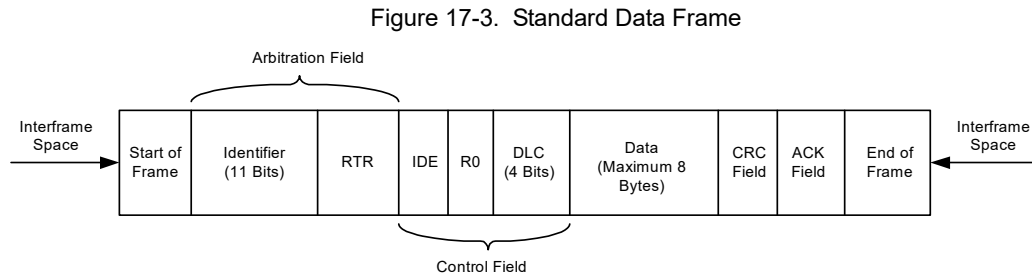 Figure 17-3. Standard Data Frame
Arbitration Field
Interframe
Space
Start of
Frame
Identifier
(11 Bits)
RTR
IDE
R0
DLC
(4 Bits)
Data
(Maximum 8
Bytes)
CRC
Field
ACK
Field
End of
Frame
Interframe
Space
Control Field